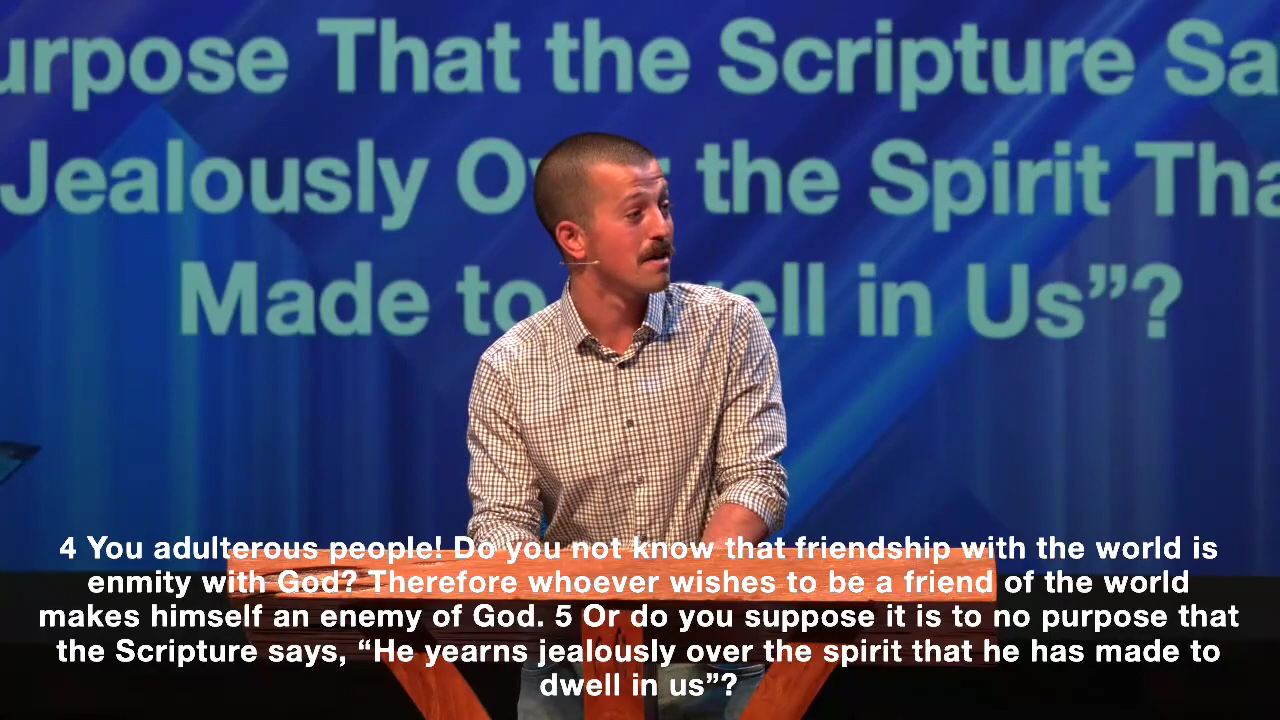 That the Scripture
Jealously the Spirit
Made to in Us”?
4 You adulterous people! Do you not know that friendship with the world is
enmity with God? Therefore whoever wishes to be a friend of the world
makes himself an enemy of God. 5 Or do you suppose it is to no purpose that
the Scripture says, “He yearns jealously over the spirit that he has made to
dwell in us”?